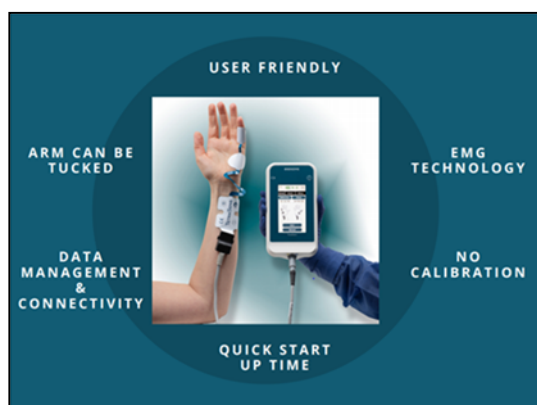 USER FRIENDLY
ARM CAN BE
TUCKED
EMG
TECHNOLOGY
DATA
MANAGEMENT
&
CONNECTIVITY
NO
CALIBRATION
QUICK START
UP TIME